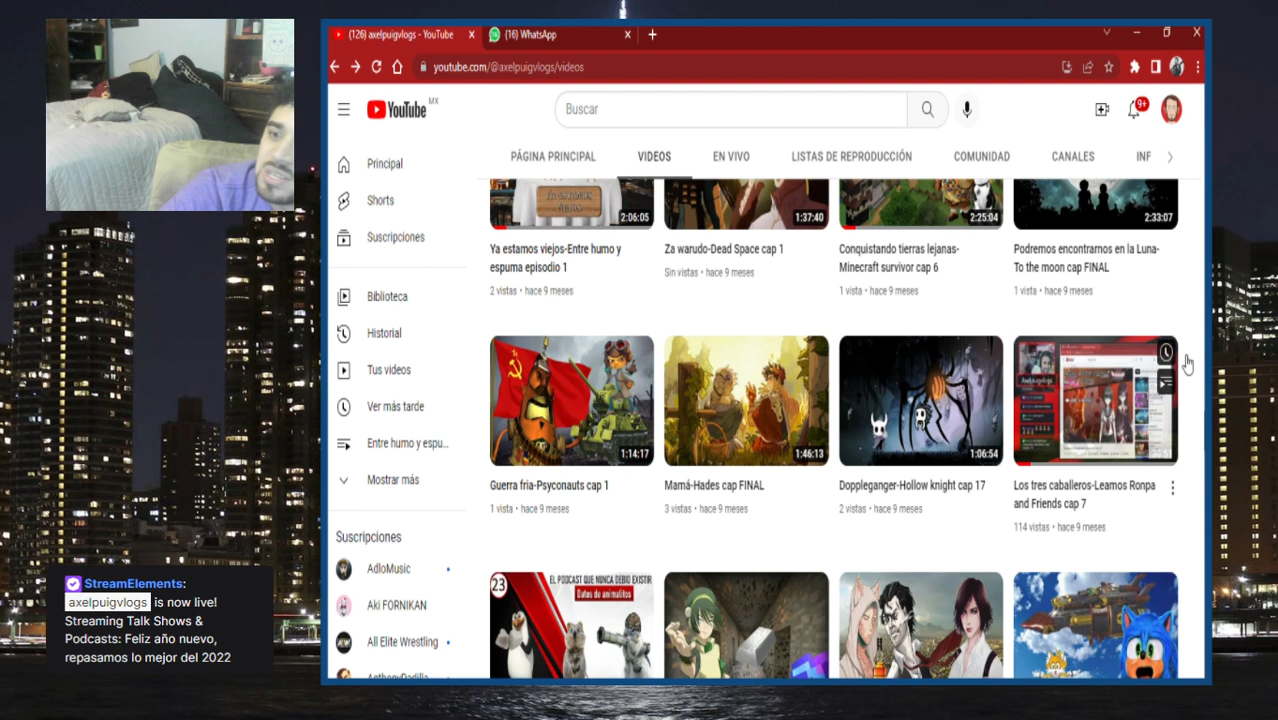 (126) axelpuigvlogs - YouTube
(16) WhatsApp
youtube.com/@axelpuigvlogs/videos
YouTube MX
Buscar
9+
Principal
Shorts
Suscripciones
Biblioteca
Historial
Tus videos
Ver más tarde
Entre humo y espu...
Mostrar más
Suscripciones
AdloMusic
Aki FORNIKAN
All Elite Wrestling
AnthonyPadilla
PÁGINA PRINCIPAL
VIDEOS
EN VIVO
LISTAS DE REPRODUCCIÓN
COMUNIDAD
CANALES
INF
2:06:05
1:37:40
2:25:04
2:33:07
Ya estamos viejos-Entre humo y
espuma episodio 1
2 vistas • hace 9 meses
Za warudo-Dead Space cap 1
Sin vistas • hace 9 meses
Conquistando tierras lejanas-
Minecraft survivor cap 6
1 vista • hace 9 meses
Podremos encontrarnos en la Luna-
To the moon cap FINAL
1 vista • hace 9 meses
1:14:17
1:46:13
1:06:54
Guerra fria-Psyconauts cap 1
1 vista • hace 9 meses
Mamá-Hades cap FINAL
3 vistas • hace 9 meses
Doppleganger-Hollow knight cap 17
2 vistas • hace 9 meses
Los tres caballeros-Leamos Ronpa
and Friends cap 7
114 vistas • hace 9 meses
23
EL PODCAST QUE NUNCA DEBIO EXISTIR
Datos de animalitos
StreamElements:
axelpuigvlogs is now live!
Streaming Talk Shows &
Podcasts: Feliz año nuevo,
repasamos lo mejor del 2022